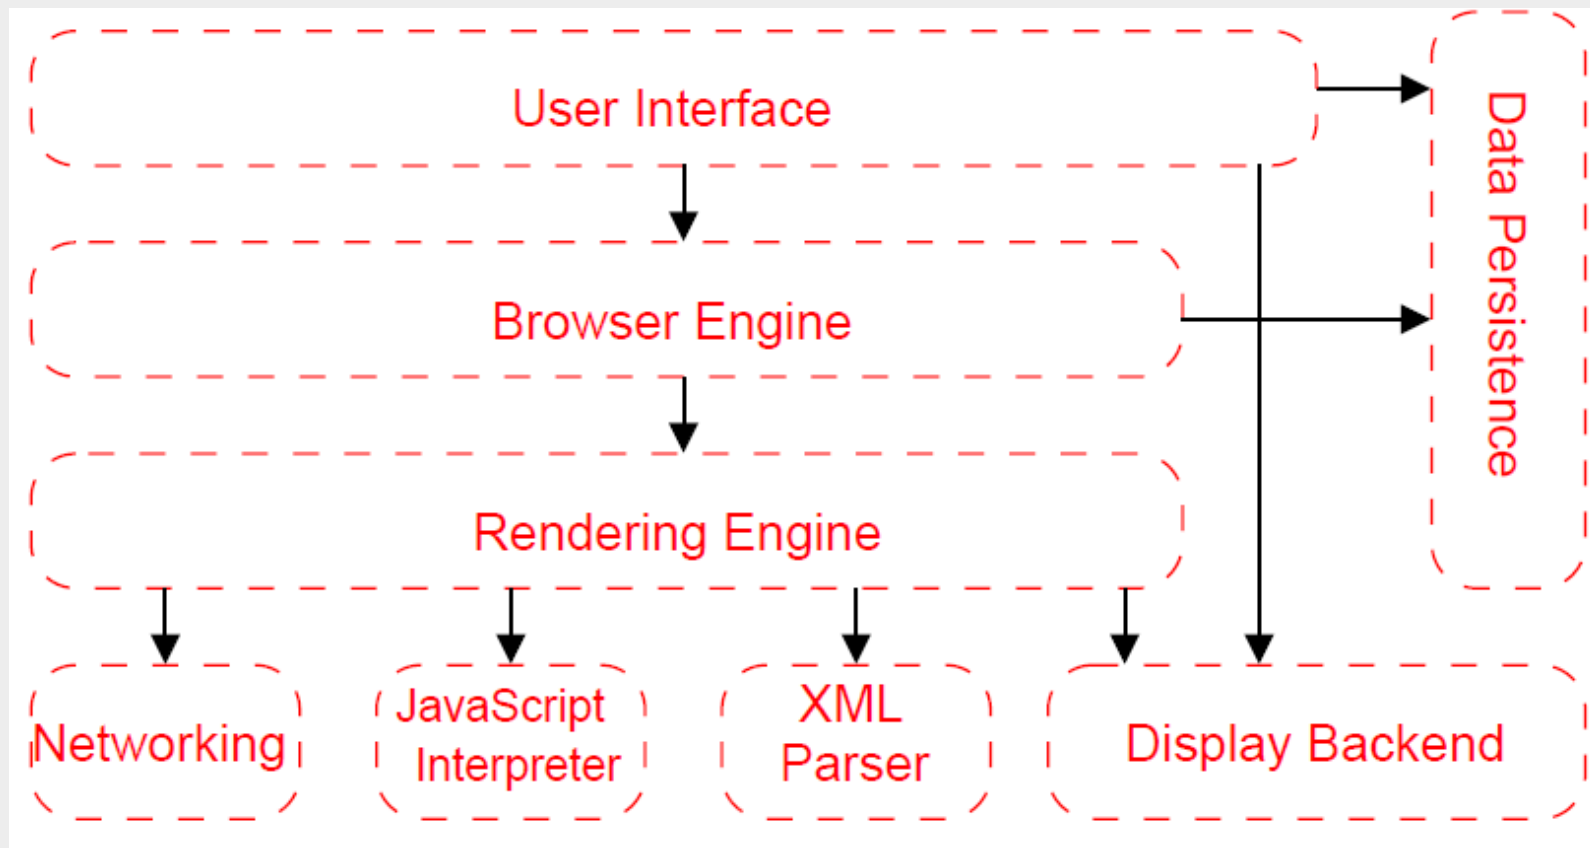 User Interface
Data Persistence
Browser Engine
Rendering Engine
Networking
JavaScript
Interpreter
XML
Parser
Display Backend